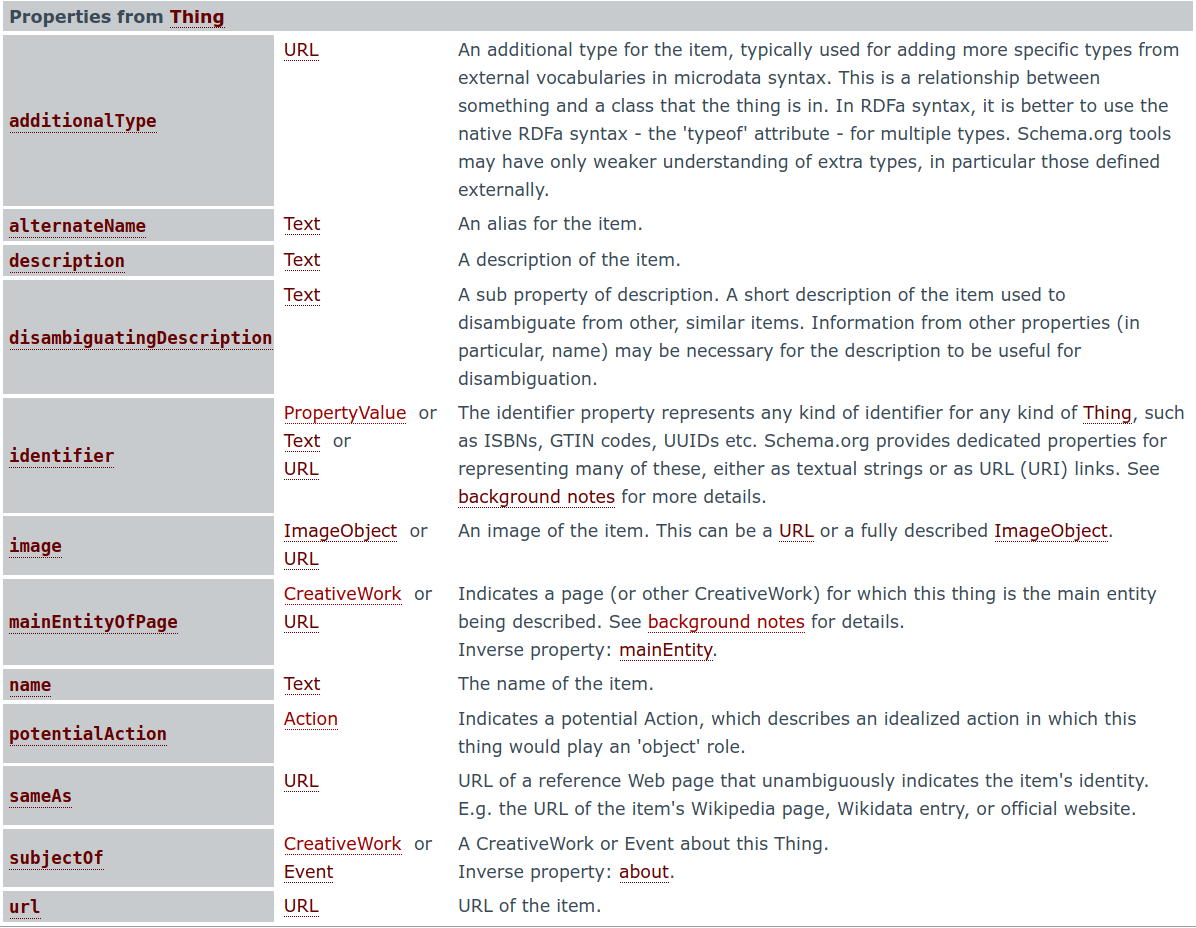 Properties from Thing
additionalType
URL
An additional type for the item, typically used for adding more specific types from
external vocabularies in microdata syntax. This is a relationship between
something and a class that the thing is in. In RDFa syntax, it is better to use the
native RDFa syntax - the 'typeof' attribute - for multiple types. Schema.org tools
may have only weaker understanding of extra types, in particular those defined
externally.
alternateName
Text
An alias for the item.
description
Text
A description of the item.
disambiguatingDescription
Text
A sub property of description. A short description of the item used to
disambiguate from other, similar items. Information from other properties (in
particular, name) may be necessary for the description to be useful for
disambiguation.
identifier
PropertyValue or
Text or
URL
The identifier property represents any kind of identifier for any kind of Thing, such
as ISBNs, GTIN codes, UUIDs etc. Schema.org provides dedicated properties for
representing many of these, either as textual strings or as URL (URI) links. See
background notes for more details.
image
ImageObject or
URL
An image of the item. This can be a URL or a fully described ImageObject.
mainEntityOfPage
CreativeWork or
URL
Indicates a page (or other CreativeWork) for which this thing is the main entity
being described. See background notes for details.
Inverse property: mainEntity.
name
Text
The name of the item.
potentialAction
Action
Indicates a potential Action, which describes an idealized action in which this
thing would play an 'object' role.
sameAs
URL
URL of a reference Web page that unambiguously indicates the item's identity.
E.g. the URL of the item's Wikipedia page, Wikidata entry, or official website.
subjectOf
CreativeWork or
Event
A CreativeWork or Event about this Thing.
Inverse property: about.
url
URL
URL of the item.